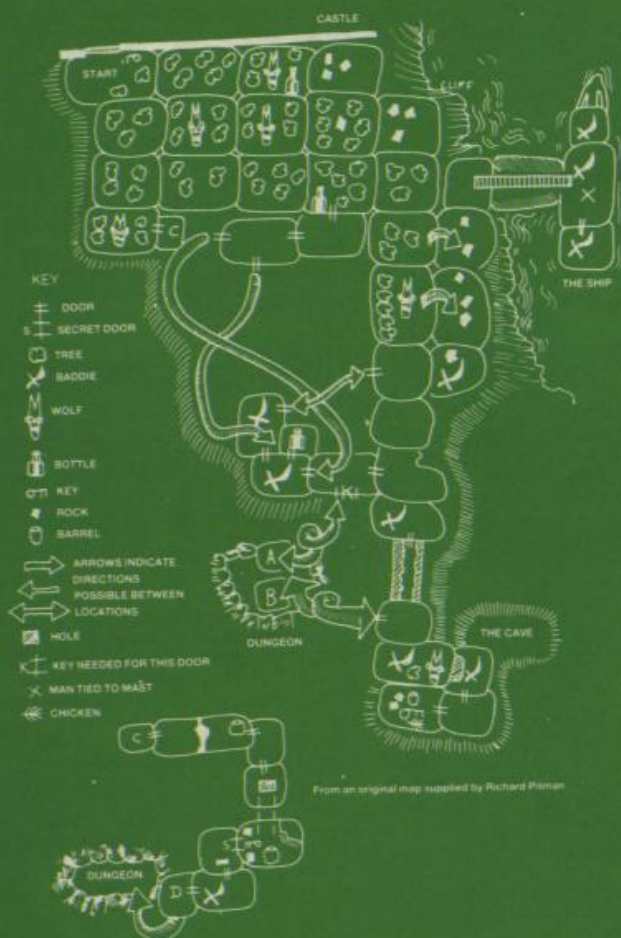 CASTLE
START
CLIFF
C
THE SHIP
KEY
DOOR
S SECRET DOOR
TREE
BADDIE
WOLF
BOTTLE
KEY
ROCK
BARREL
ARROWS INDICATE
DIRECTIONS
POSSIBLE BETWEEN
LOCATIONS
HOLE
KEY NEEDED FOR THIS DOOR
MAN TIED TO MAST
CHICKEN
K
A
B
DUNGEON
THE CAVE
C
From an original map supplied by Richard Pitman
S
DUNGEON
D